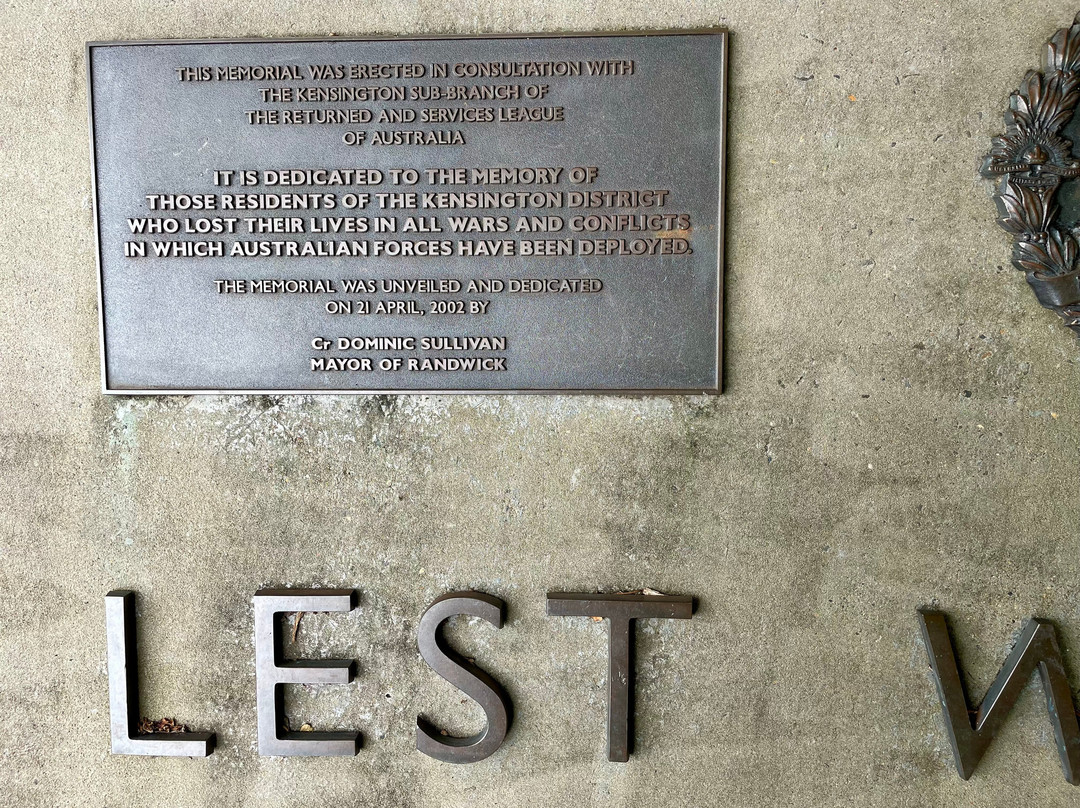 THIS MEMORIAL WAS ERECTED IN CONSULTATION WITH
THE KENSINGTON SUB-BRANCH OF
THE RETURNED AND SERVICES LEAGUE
OF AUSTRALIA
IT IS DEDICATED TO THE MEMORY OF
THOSE RESIDENTS OF THE KENSINGTON DISTRICT
WHO LOST THEIR LIVES IN ALL WARS AND CONFLICTS
IN WHICH AUSTRALIAN FORCES HAVE BEEN DEPLOYED.
THE MEMORIAL WAS UNVEILED AND DEDICATED
ON 21 APRIL, 2002 BY
Cr DOMINIC SULLIVAN
MAYOR OF RANDWICK
LEST W